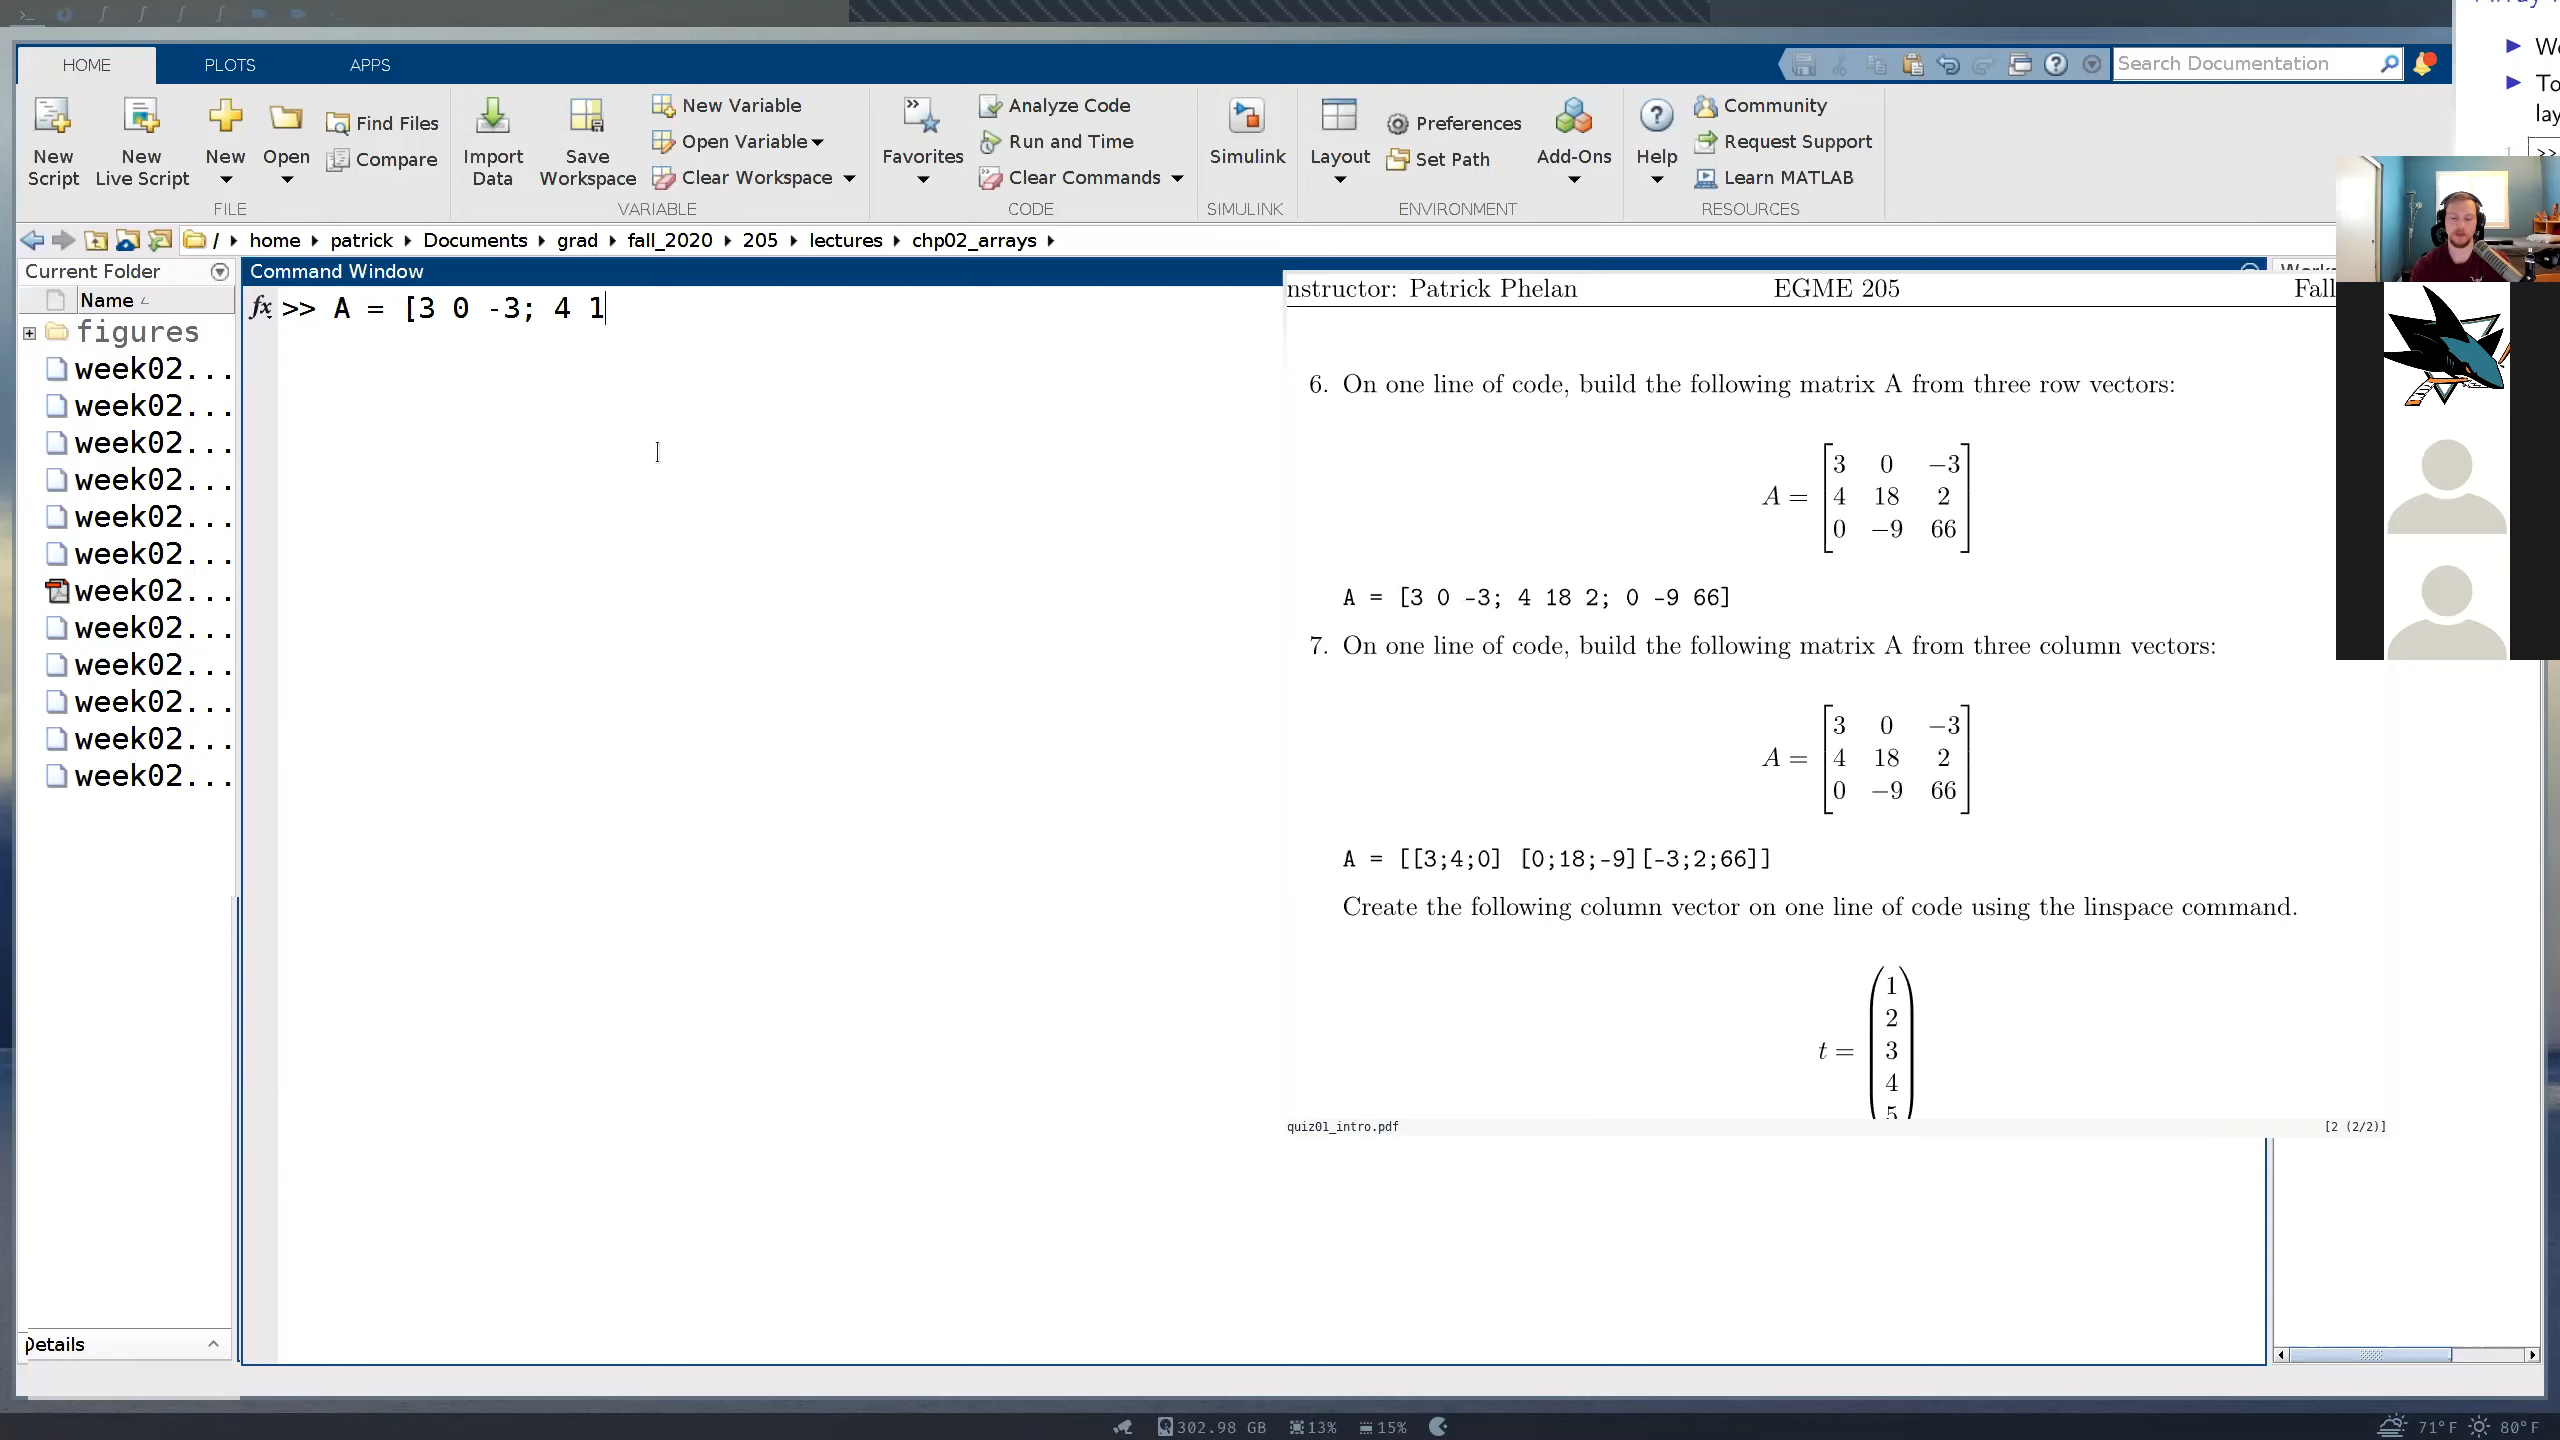 HOME PLOTS APPS Search Documentation
New Script
New Live Script
New
Open
Find Files
Compare
FILE
Import Data
Save Workspace
New Variable
Open Variable
Clear Workspace
VARIABLE
Favorites
Analyze Code
Run and Time
Clear Commands
CODE
Simulink
SIMULINK
Layout
Preferences
Set Path
Add-Ons
ENVIRONMENT
Help
Community
Request Support
Learn MATLAB
RESOURCES
/ home patrick Documents grad fall_2020 205 lectures chp02_arrays
Current Folder
Name
figures
week02...
week02...
week02...
week02...
week02...
week02...
week02...
week02...
week02...
week02...
week02...
week02...
Details
Command Window
fx >> A = [3 0 -3; 4 1
nstructor: Patrick Phelan EGME 205 Fall
6. On one line of code, build the following matrix A from three row vectors:
A =
3 0 −3
4 18 2
0 −9 66
A = [3 0 -3; 4 18 2; 0 -9 66]
7. On one line of code, build the following matrix A from three column vectors:
A =
3 0 −3
4 18 2
0 −9 66
A = [[3;4;0] [0;18;-9][-3;2;66]]
Create the following column vector on one line of code using the linspace command.
t =
1
2
3
4
5
quiz01_intro.pdf [2 (2/2)]
To
lay
1 >>
302.98 GB 13% 15% 71°F 80°F